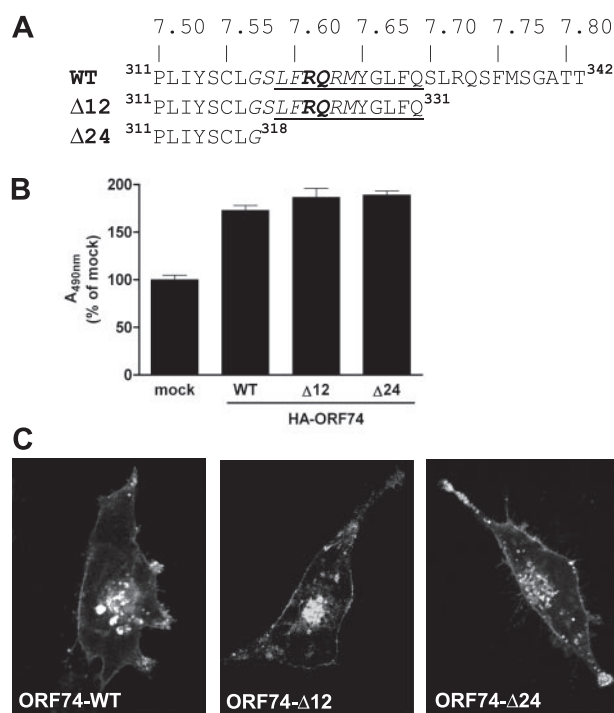 A
7.50 7.55 7.60 7.65 7.70 7.75 7.80
WT 311PLIYSCLGSLFRQRMYGLFQSLRQSFMSGATT342
Δ12 311PLIYSCLGSLFRQRMYGLFQ331
Δ24 311PLIYSCLG318
B
A490nm
(% of mock)
200
150
100
50
0
mock WT Δ12 Δ24
HA-ORF74
C
ORF74-WT ORF74-Δ12 ORF74-Δ24